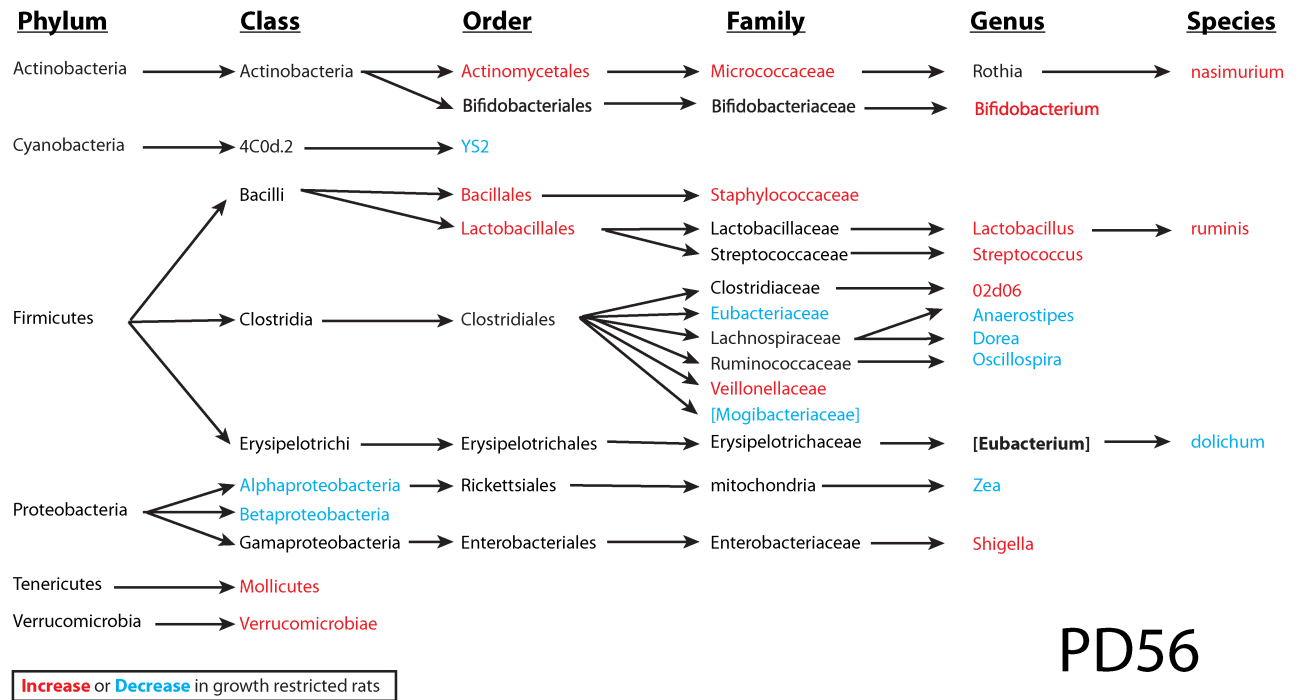 Phylum Class Order Family Genus Species
Actinobacteria Actinobacteria Actinomycetales Micrococcaceae Rothia nasimurium
Bifidobacteriales Bifidobacteriaceae Bifidobacterium
Cyanobacteria 4C0d.2 YS2
Bacilli Bacillales Staphylococcaceae
Lactobacillales Lactobacillaceae Lactobacillus ruminis
Streptococcaceae Streptococcus
Clostridiaceae 02d06
Firmicutes Clostridia Clostridiales Eubacteriaceae Anaerostipes
Lachnospiraceae Dorea
Ruminococcaceae Oscillospira
Veillonellaceae
[Mogibacteriaceae]
Erysipelotrichi Erysipelotrichales Erysipelotrichaceae [Eubacterium] dolichum
Proteobacteria Alphaproteobacteria Rickettsiales mitochondria Zea
Betaproteobacteria
Gamaproteobacteria Enterobacteriales Enterobacteriaceae Shigella
Tenericutes Mollicutes
Verrucomicrobia Verrucomicrobiae
PD56
Increase or Decrease in growth restricted rats